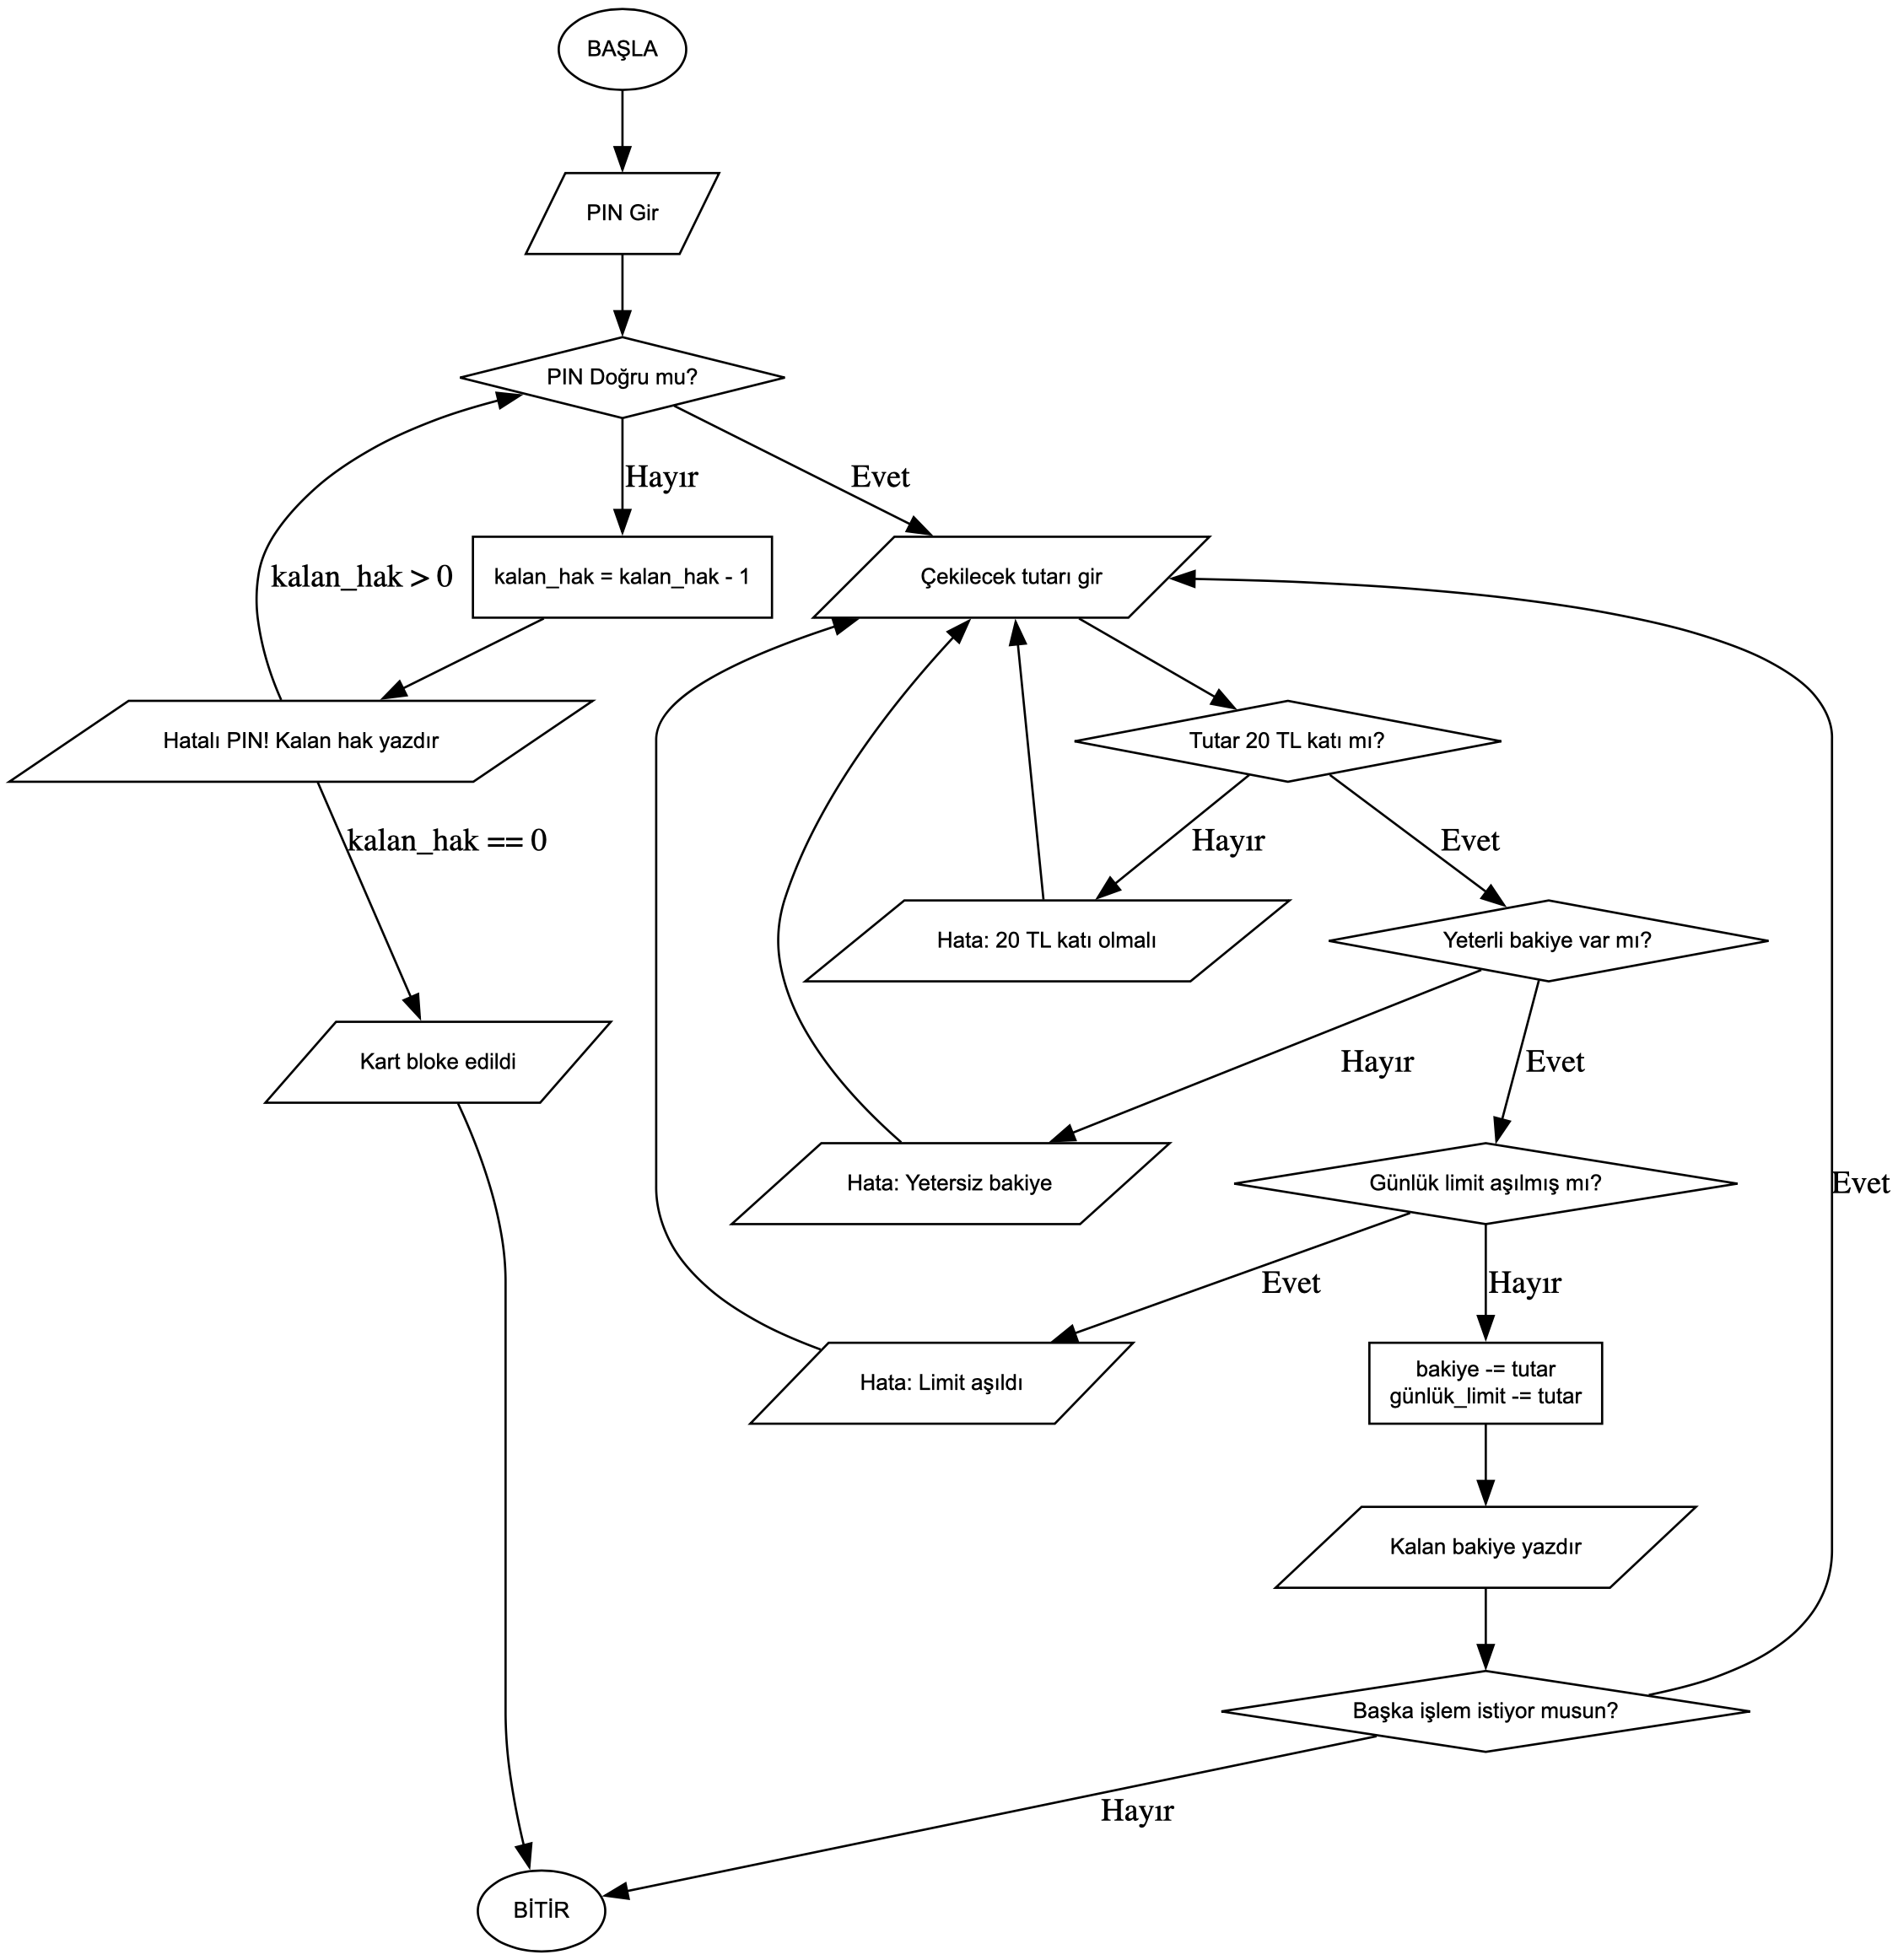 BAŞLA
PIN Gir
PIN Doğru mu?
Hayır
Evet
kalan_hak > 0
kalan_hak = kalan_hak - 1
Çekilecek tutarı gir
Hatalı PIN! Kalan hak yazdır
Tutar 20 TL katı mı?
kalan_hak == 0
Hayır
Evet
Hata: 20 TL katı olmalı
Yeterli bakiye var mı?
Kart bloke edildi
Hayır
Evet
Hata: Yetersiz bakiye
Günlük limit aşılmış mı?
Evet
Evet
Hayır
Hata: Limit aşıldı
bakiye -= tutar
günlük_limit -= tutar
Kalan bakiye yazdır
Başka işlem istiyor musun?
Hayır
BİTİR